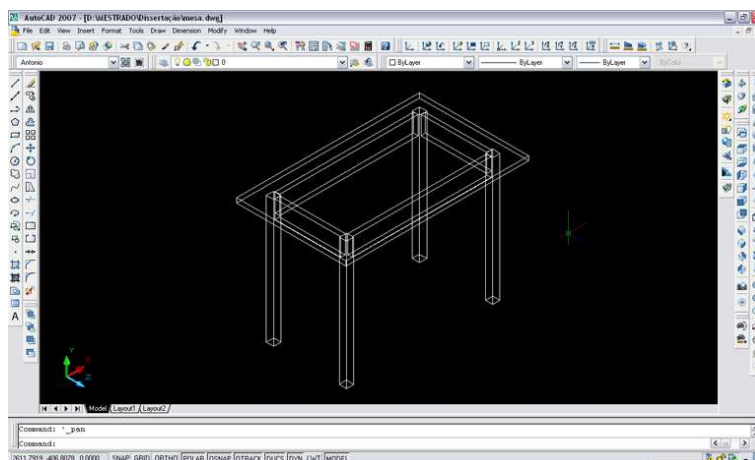 AutoCAD 2007 - [D:\MESTRADO\Dissertação\mesa.dwg]
File Edit View Insert Format Tools Draw Dimension Modify Window Help
Antonio 0 ByLayer ByLayer ByLayer ByColor
A
Y X Z
Model Layout1 Layout2
Command: '_pan
Command:
2611.7919, -406.8078, 0.0000 SNAP GRID ORTHO POLAR OSNAP OTRACK DUCS DYN LWT MODEL